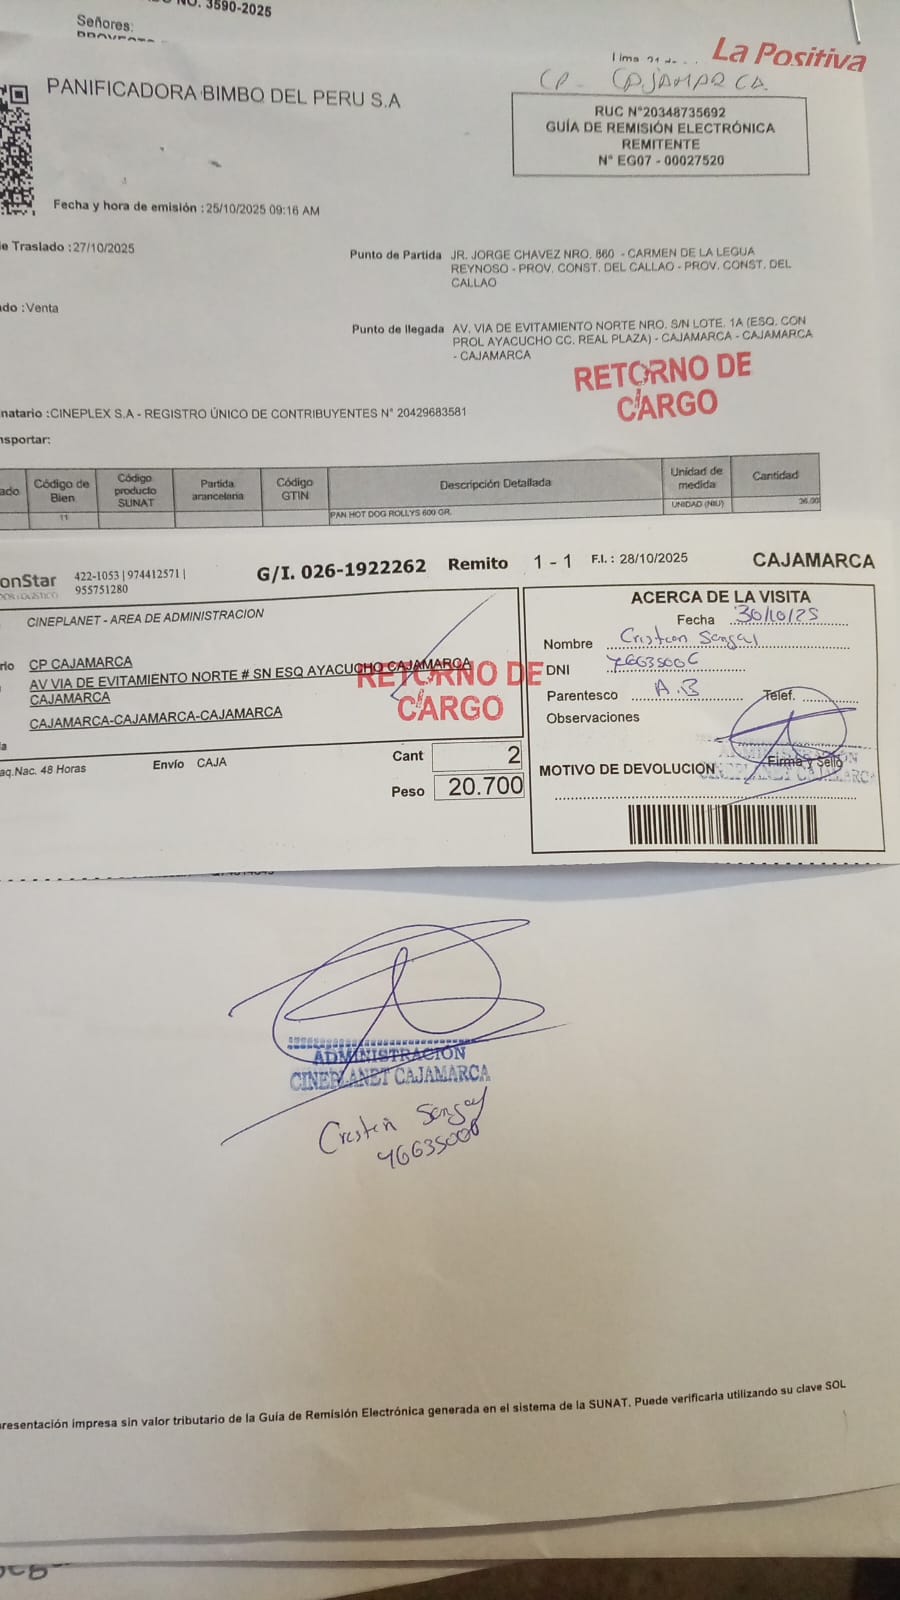 NO. 3590-2025
Señores:
La Positiva
CP - CAJAMARCA
PANIFICADORA BIMBO DEL PERU S.A
RUC N°20348735692
GUÍA DE REMISIÓN ELECTRÓNICA
REMITENTE
N° EG07 - 00027520
Fecha y hora de emisión :25/10/2025 09:16 AM
e Traslado :27/10/2025
Punto de Partida JR. JORGE CHAVEZ NRO. 860 - CARMEN DE LA LEGUA
REYNOSO - PROV. CONST. DEL CALLAO - PROV. CONST. DEL
CALLAO
do :Venta
Punto de llegada AV. VIA DE EVITAMIENTO NORTE NRO. S/N LOTE. 1A (ESQ. CON
PROL AYACUCHO CC. REAL PLAZA) - CAJAMARCA - CAJAMARCA
- CAJAMARCA
RETORNO DE
CARGO
natario :CINEPLEX S.A - REGISTRO ÚNICO DE CONTRIBUYENTES N° 20429683581
nsportar:
ado Código de Bien Código producto SUNAT Partida arancelaria Código GTIN Descripción Detallada Unidad de medida Cantidad
11 PAN HOT DOG ROLLYS 600 GR. UNIDAD (NIU) 36.00
onStar 422-1053 | 974412571 |
955751280
G/I. 026-1922262 Remito 1 - 1 F.I. : 28/10/2025 CAJAMARCA
CINEPLANET - AREA DE ADMINISTRACION
rio CP CAJAMARCA
AV VIA DE EVITAMIENTO NORTE # SN ESQ AYACUCHO CAJAMARCA
CAJAMARCA
CAJAMARCA-CAJAMARCA-CAJAMARCA
RETORNO DE
CARGO
aq.Nac. 48 Horas Envío CAJA
Cant 2
Peso 20.700
ACERCA DE LA VISITA
Fecha 30/10/25
Nombre
DNI
Parentesco A.B Telef.
Observaciones
Firma y Sello
MOTIVO DE DEVOLUCION
ADMINISTRACION
CINEPLANET CAJAMARCA
ADMINISTRACION
CINEPLANET CAJAMARCA
presentación impresa sin valor tributario de la Guía de Remisión Electrónica generada en el sistema de la SUNAT. Puede verificarla utilizando su clave SOL